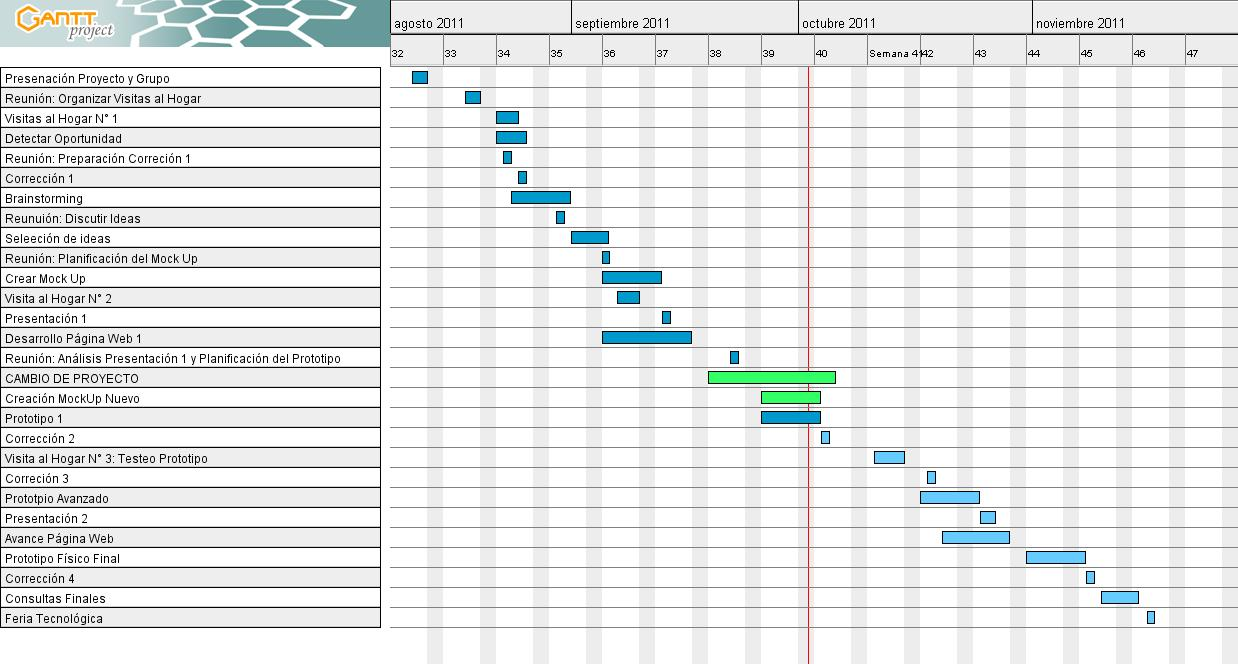 GANTT
project
agosto 2011 septiembre 2011 octubre 2011 noviembre 2011
32 33 34 35 36 37 38 39 40 Semana 41 42 43 44 45 46 47
Presenación Proyecto y Grupo
Reunión: Organizar Visitas al Hogar
Visitas al Hogar N° 1
Detectar Oportunidad
Reunión: Preparación Correción 1
Corrección 1
Brainstorming
Reunuión: Discutir Ideas
Seleección de ideas
Reunión: Planificación del Mock Up
Crear Mock Up
Visita al Hogar N° 2
Presentación 1
Desarrollo Página Web 1
Reunión: Análisis Presentación 1 y Planificación del Prototipo
CAMBIO DE PROYECTO
Creación MockUp Nuevo
Prototipo 1
Corrección 2
Visita al Hogar N° 3: Testeo Prototipo
Correción 3
Prototpio Avanzado
Presentación 2
Avance Página Web
Prototipo Físico Final
Corrección 4
Consultas Finales
Feria Tecnológica